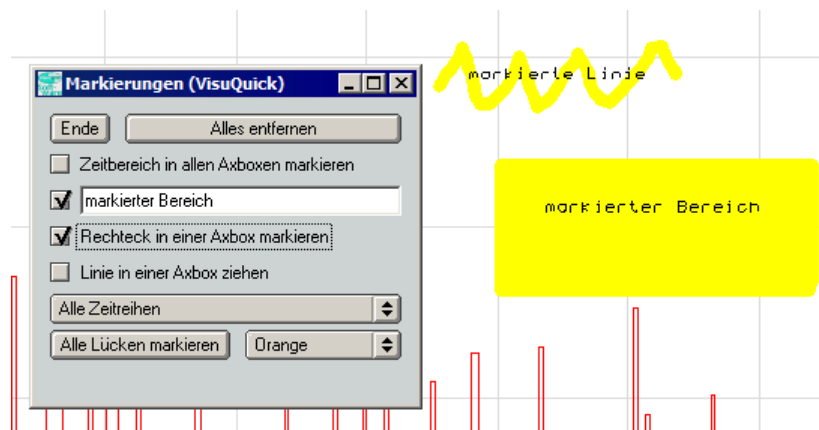 markierte Linie
Markierungen (VisuQuick)
Ende
Alles entfernen
Zeitbereich in allen Axboxen markieren
markierter Bereich
Rechteck in einer Axbox markieren
Linie in einer Axbox ziehen
Alle Zeitreihen
Alle Lücken markieren
Orange
markierter Bereich